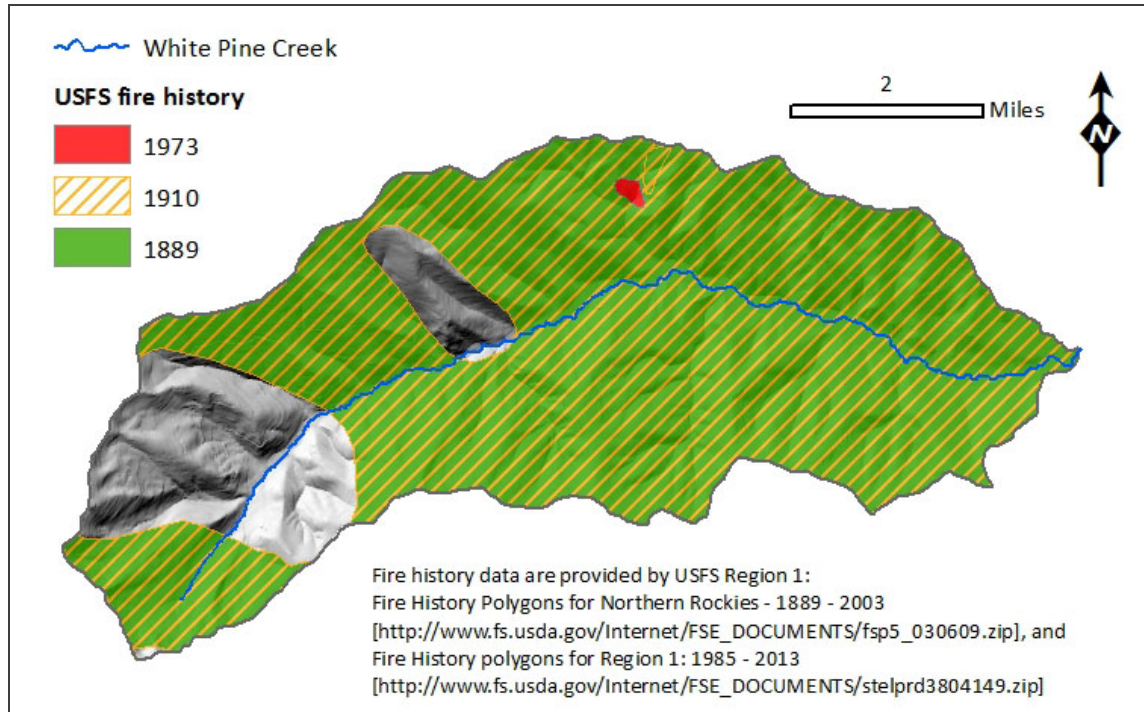 White Pine Creek
USFS fire history
1973
1910
1889
2
Miles
N
Fire history data are provided by USFS Region 1:
Fire History Polygons for Northern Rockies - 1889 - 2003
[http://www.fs.usda.gov/Internet/FSE_DOCUMENTS/fsp5_030609.zip], and
Fire History polygons for Region 1: 1985 - 2013
[http://www.fs.usda.gov/Internet/FSE_DOCUMENTS/stelprd3804149.zip]